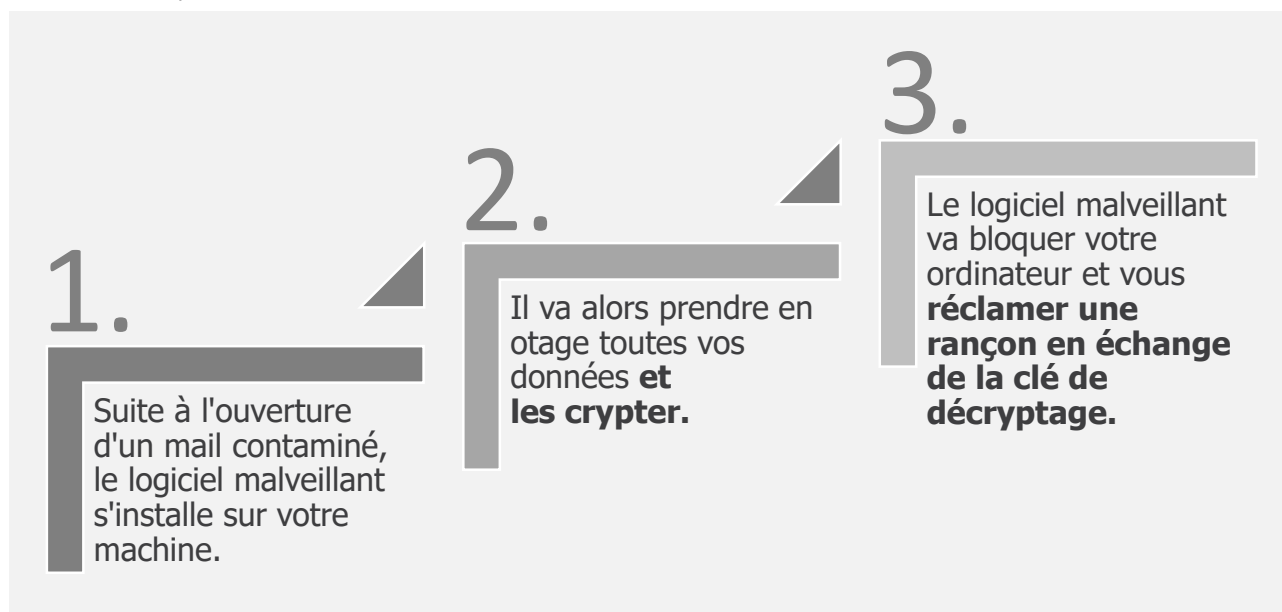 1.
Suite à l'ouverture
d'un mail contaminé,
le logiciel malveillant
s'installe sur votre
machine.
2.
Il va alors prendre en
otage toutes vos
données et
les crypter.
3.
Le logiciel malveillant
va bloquer votre
ordinateur et vous
réclamer une
rançon en échange
de la clé de
décryptage.